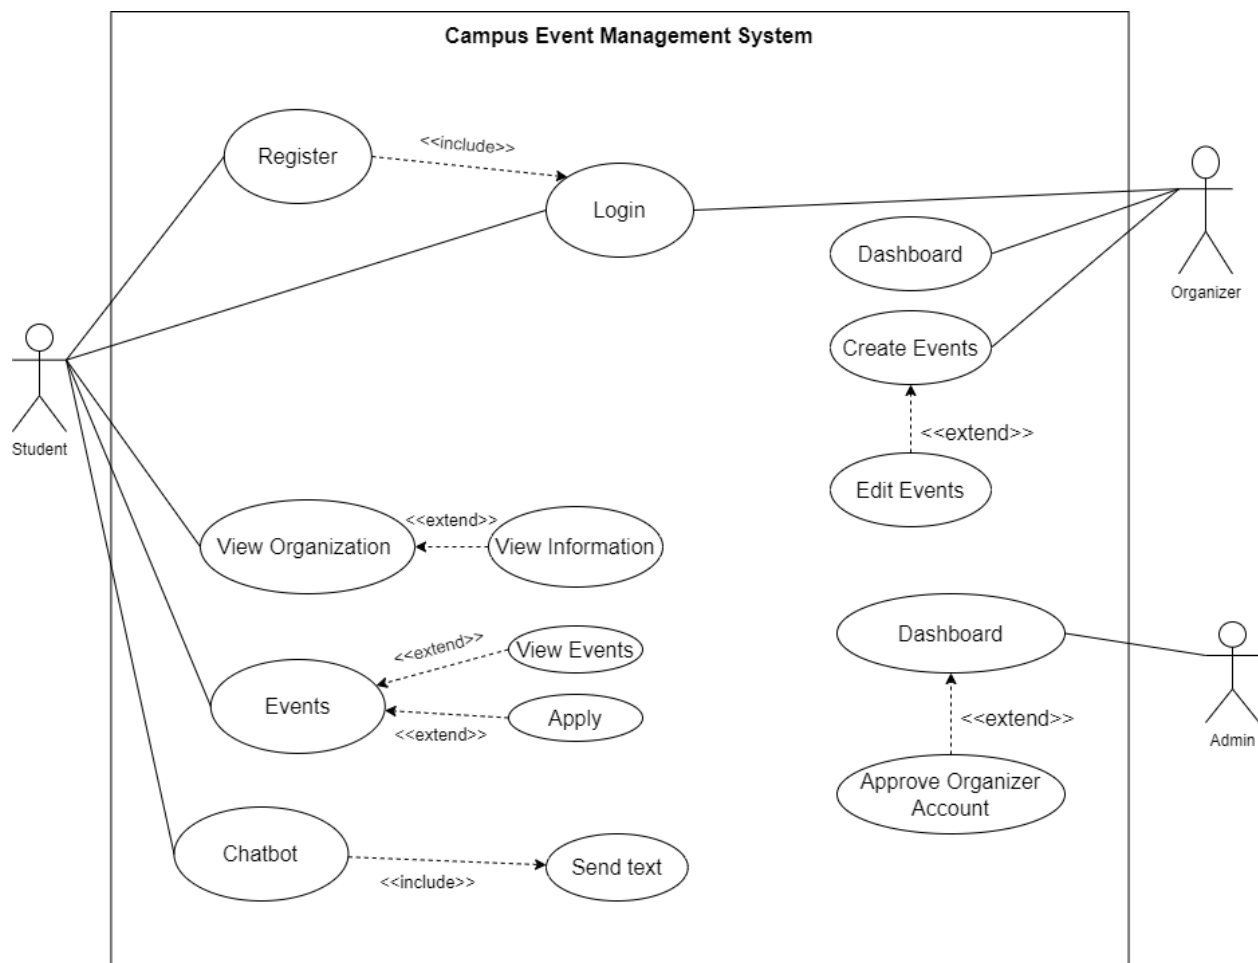 Campus Event Management System
Register
<<include>>
Login
Organizer
Dashboard
Create Events
<<extend>>
Edit Events
Student
View Organization
<<extend>>
View Information
Events
<<extend>>
View Events
<<extend>>
Apply
Dashboard
<<extend>>
Approve Organizer
Account
Admin
Chatbot
<<include>>
Send text